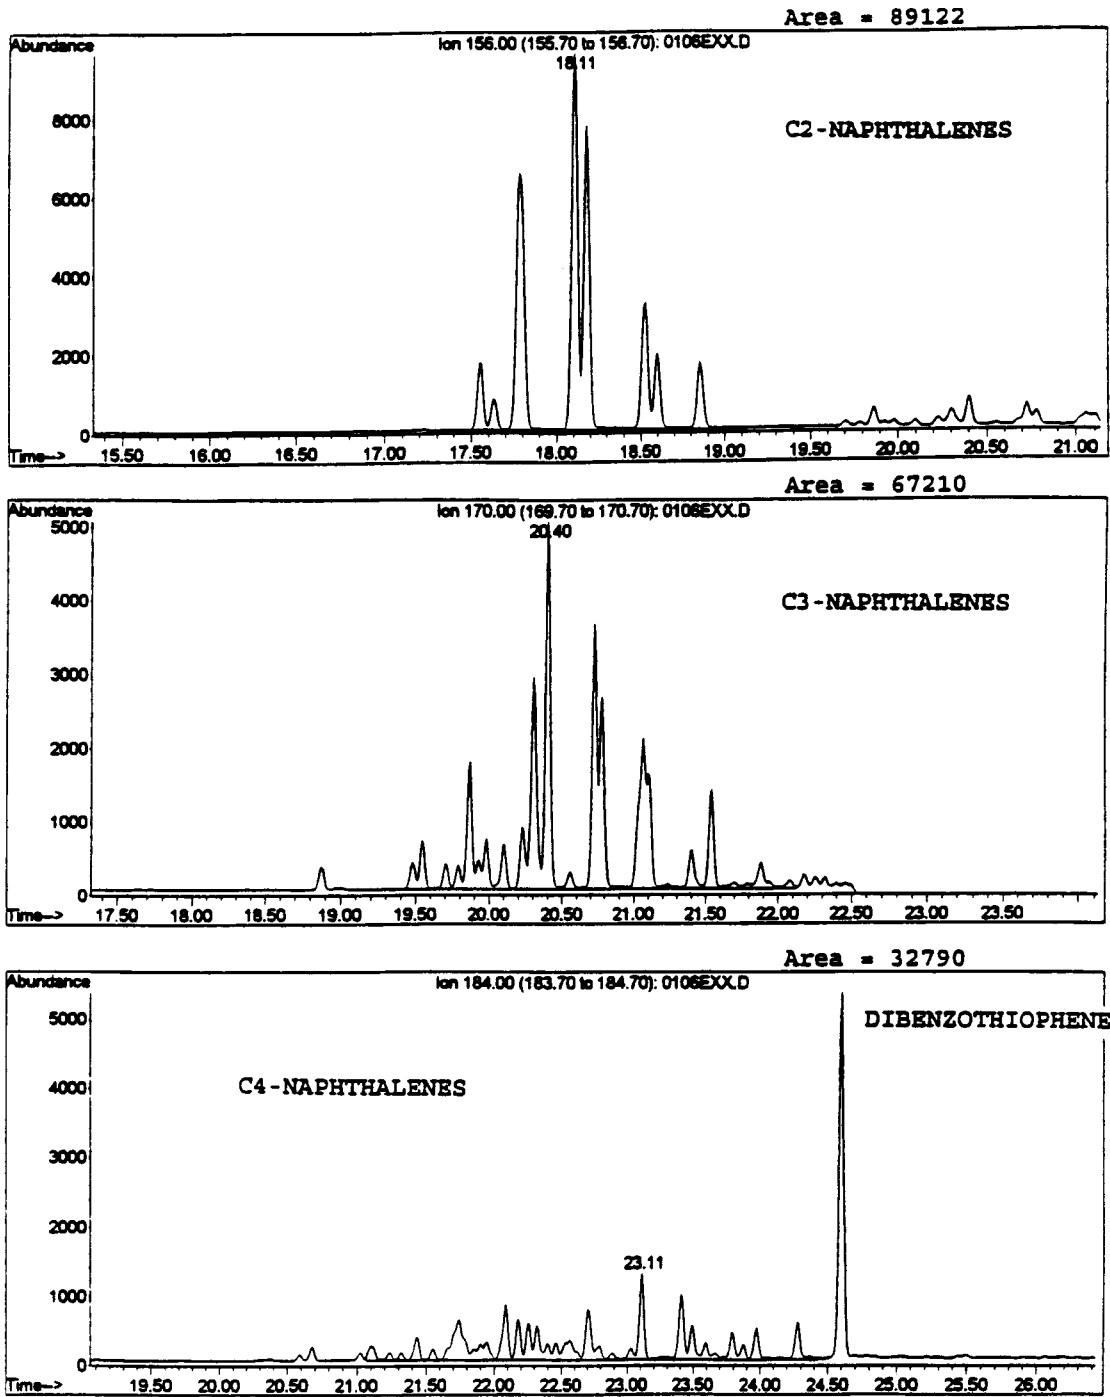 Area = 89122
Abundance
Ion 156.00 (155.70 to 156.70): 0106EXX.D
18.11
C2-NAPHTHALENES
8000
6000
4000
2000
0
Time-->
15.50 16.00 16.50 17.00 17.50 18.00 18.50 19.00 19.50 20.00 20.50 21.00
Area = 67210
Abundance
Ion 170.00 (169.70 to 170.70): 0106EXX.D
20.40
5000
C3-NAPHTHALENES
4000
3000
2000
1000
0
Time-->
17.50 18.00 18.50 19.00 19.50 20.00 20.50 21.00 21.50 22.00 22.50 23.00 23.50
Area = 32790
Abundance
Ion 184.00 (183.70 to 184.70): 0106EXX.D
DIBENZOTHIOPHENE
5000
C4-NAPHTHALENES
4000
3000
2000
23.11
1000
0
Time-->
19.50 20.00 20.50 21.00 21.50 22.00 22.50 23.00 23.50 24.00 24.50 25.00 25.50 26.00